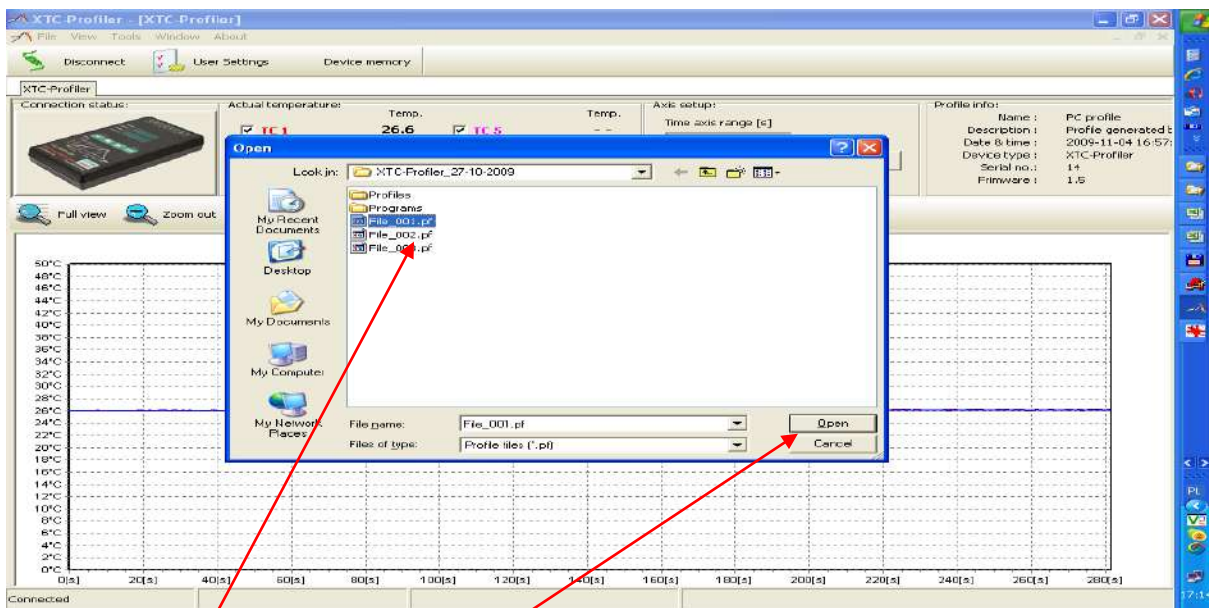 XTC-Profiler - [XTC-Profiler]
File View Tools Window About
Disconnect User Settings Device memory
XTC-Profiler
Connection status:
Actual temperature:
Temp. Temp.
TC 1 26.6 TC 5 - -
Axis setup:
Time axis range [s]
Profile info:
Name : PC profile
Description : Profile generated
Date & time : 2009-11-04 16:57:
Device type : XTC-Profiler
Serial no.: 14
Frimware : 1.5
Full view Zoom out
Open
Look in: XTC-Profiler_27-10-2009
My Recent Documents
Desktop
My Documents
My Computer
My Network Places
Profiles
Programs
File_001.pf
File_002.pf
File name: File_001.pf Open
Files of type: Profile files (*.pf) Cancel
50°C
48°C
46°C
44°C
42°C
40°C
38°C
36°C
34°C
32°C
30°C
28°C
26°C
24°C
22°C
20°C
18°C
16°C
14°C
12°C
10°C
8°C
6°C
4°C
2°C
0°C
0[s] 20[s] 40[s] 60[s] 80[s] 100[s] 120[s] 140[s] 160[s] 180[s] 200[s] 220[s] 240[s] 260[s] 280[s]
Connected
PL